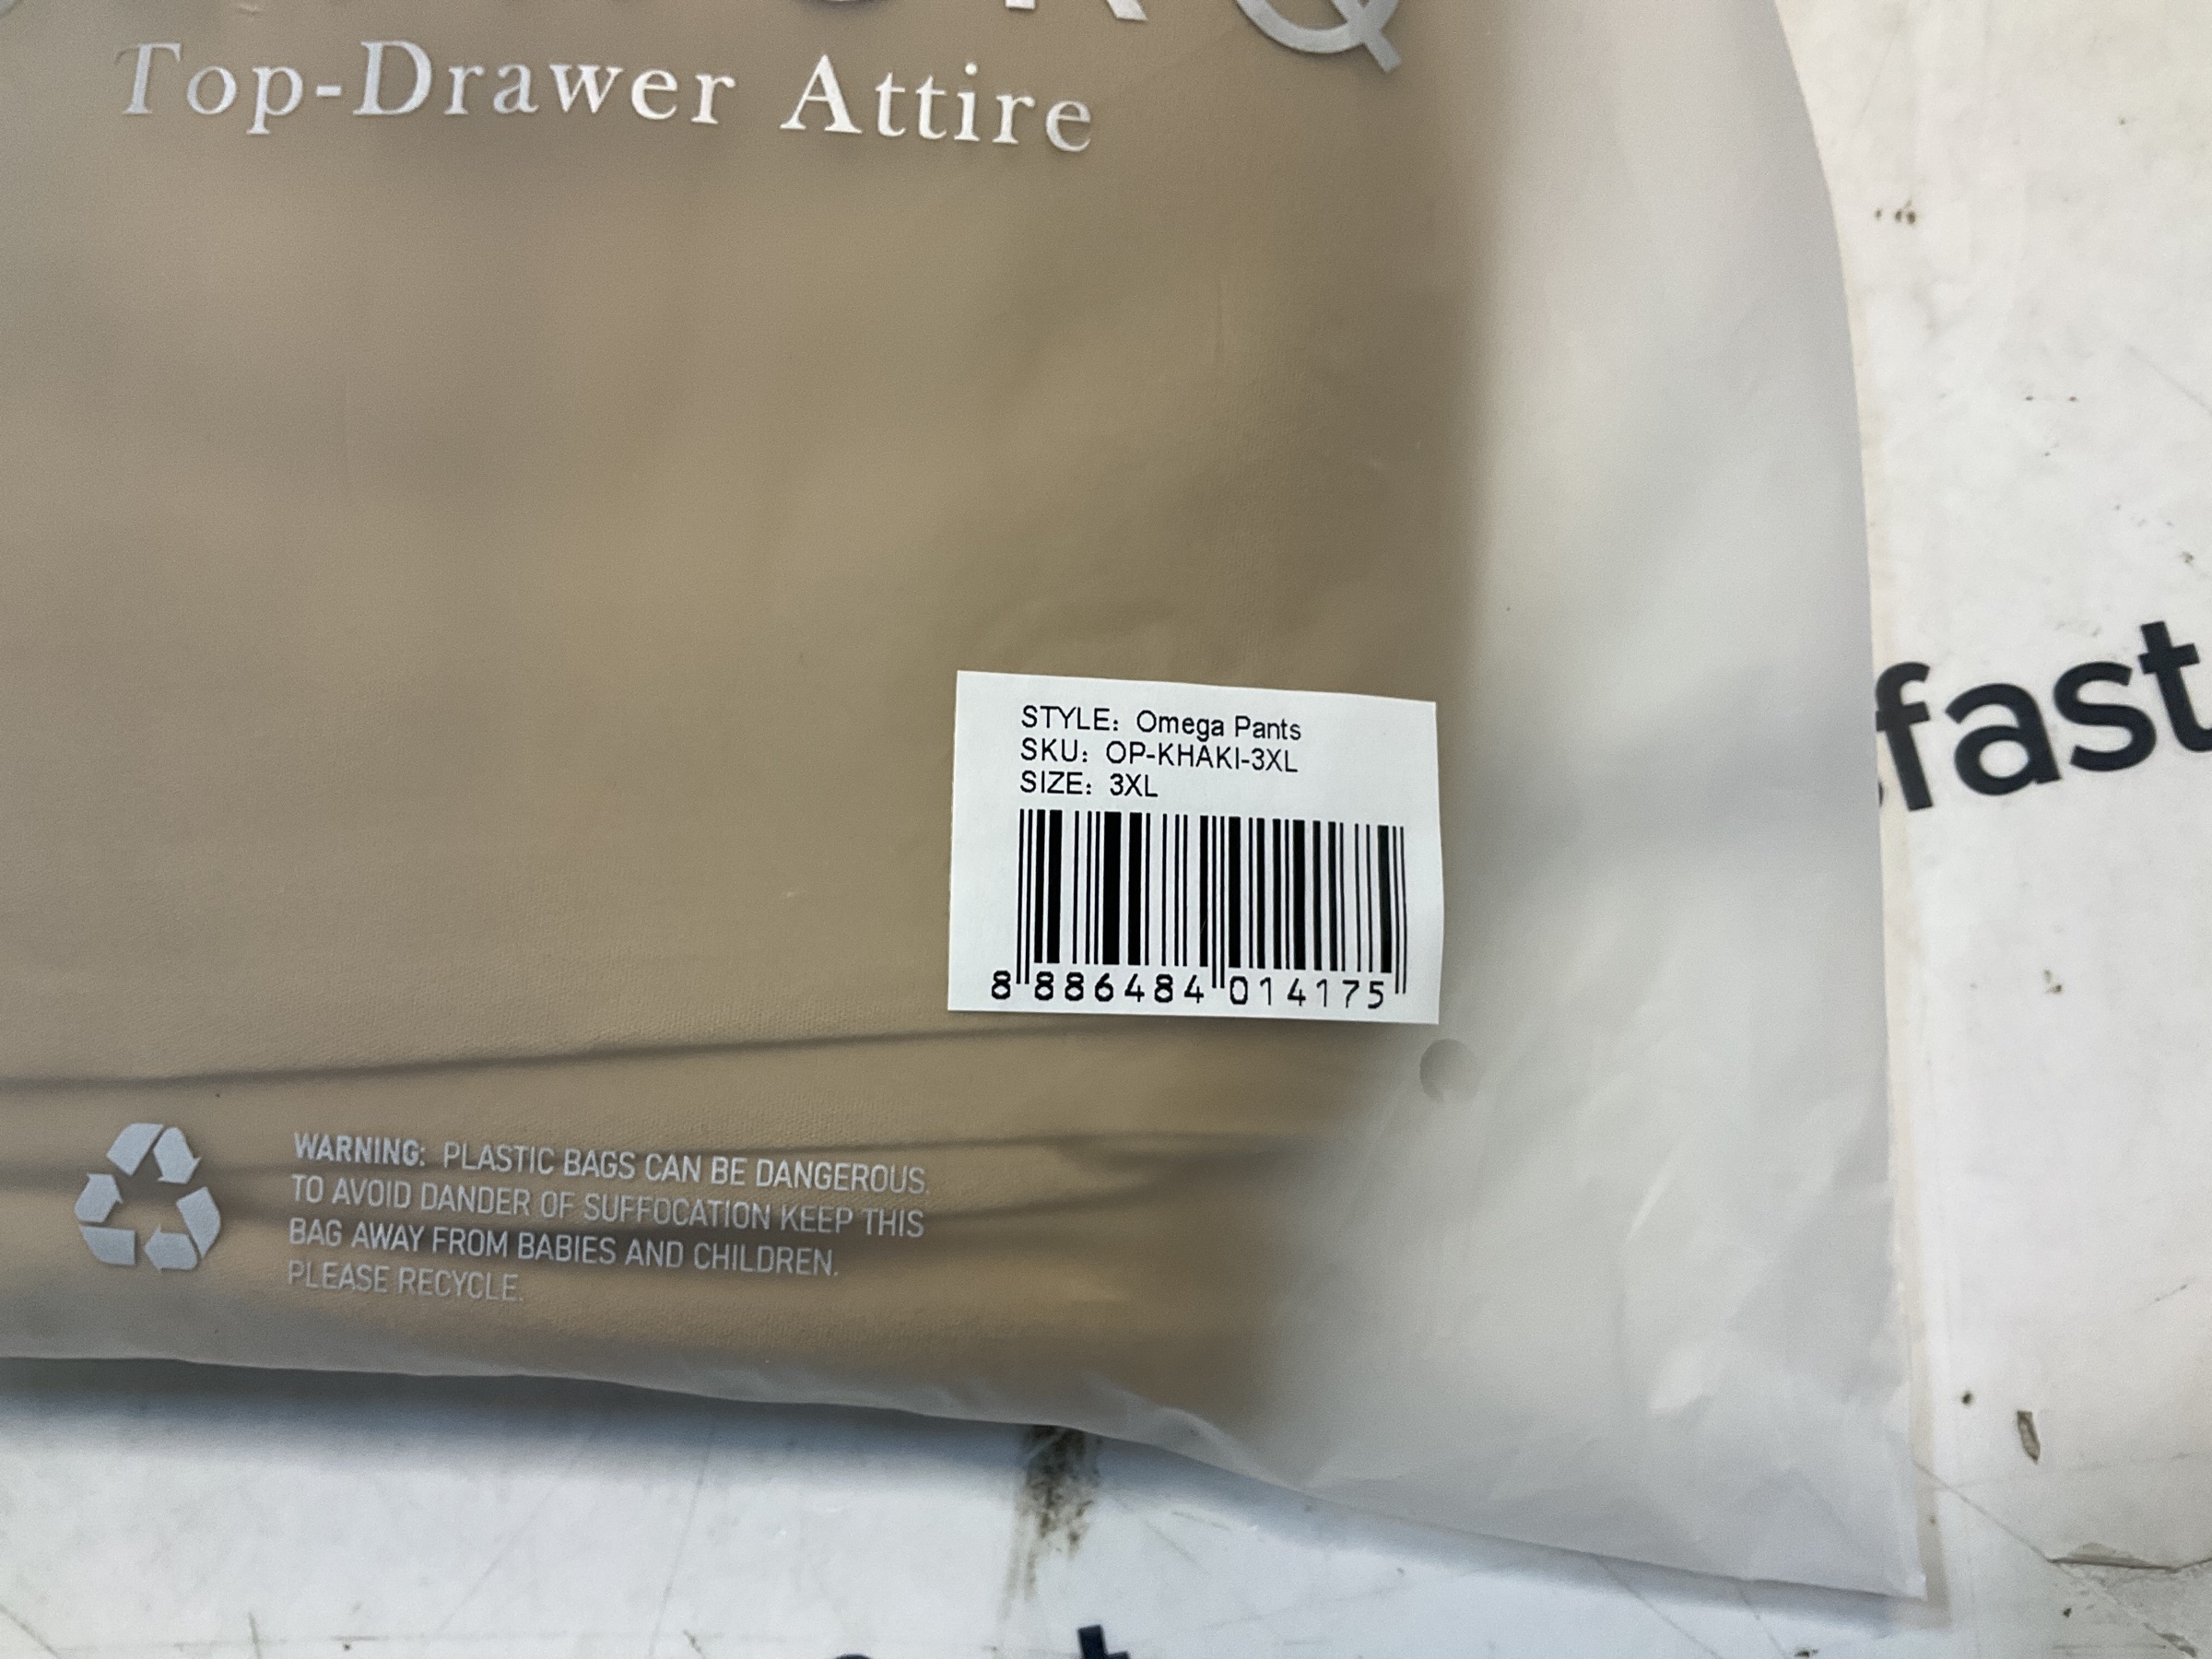 Top-Drawer Attire
STYLE: Omega Pants
SKU: OP-KHAKI-3XL
SIZE: 3XL
8 886484 014175
fast
WARNING: PLASTIC BAGS CAN BE DANGEROUS.
TO AVOID DANDER OF SUFFOCATION KEEP THIS
BAG AWAY FROM BABIES AND CHILDREN.
PLEASE RECYCLE.